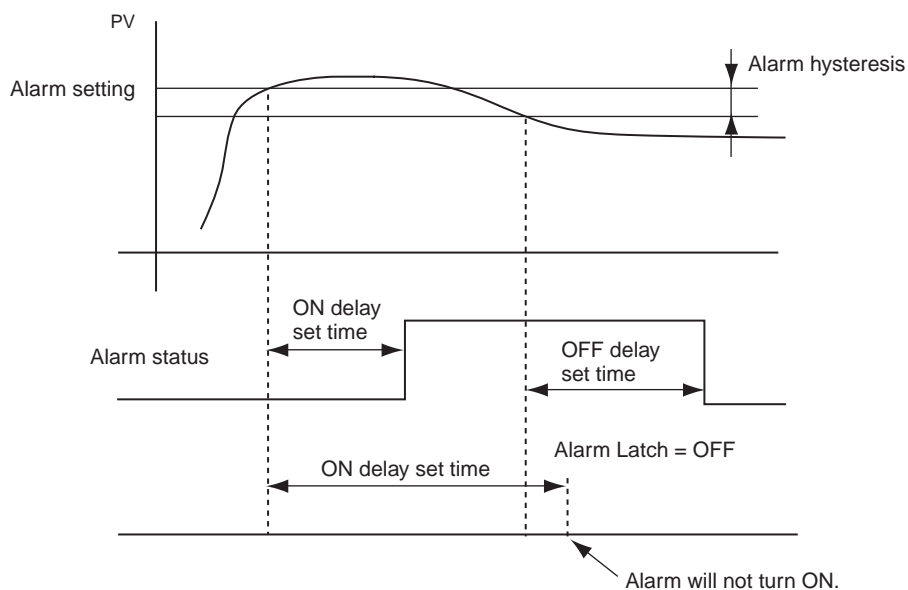 PV
Alarm hysteresis
Alarm setting
ON delay
set time
Alarm status
OFF delay
set time
Alarm Latch = OFF
ON delay set time
Alarm will not turn ON.